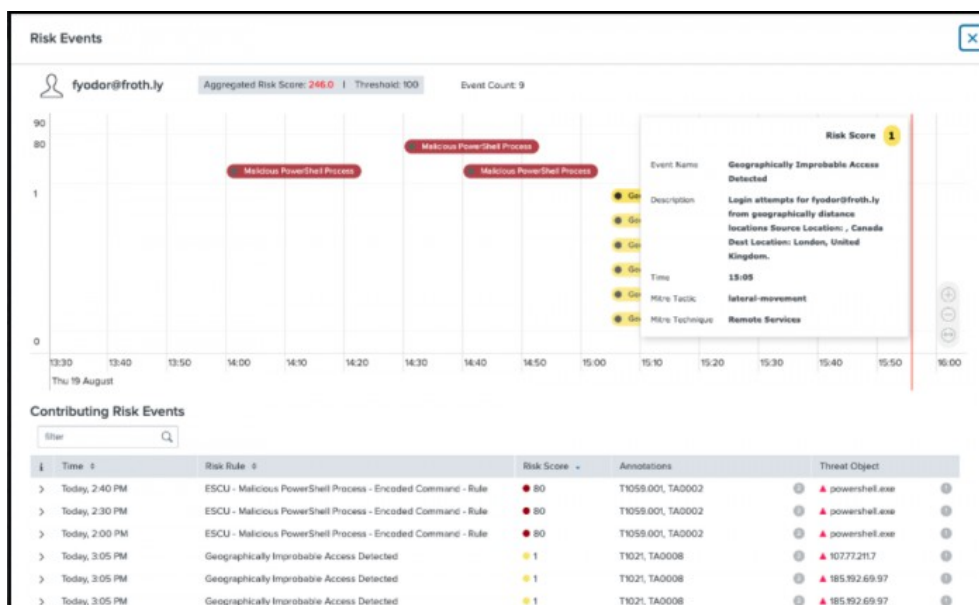 Risk Events
fyodor@froth.ly
Aggregated Risk Score: 246.0 | Threshold: 100
Event Count: 9
90
80
1
0
Malicious PowerShell Process
Malicious PowerShell Process
Malicious PowerShell Process
Geo
Geo
Geo
Geo
Geo
Geo
Risk Score 1
Event Name Geographically Improbable Access
Detected
Description Login attempts for fyodor@froth.ly
from geographically distance
locations Source Location: , Canada
Dest Location: London, United
Kingdom.
Time 15:05
Mitre Tactic lateral-movement
Mitre Technique Remote Services
13:30 13:40 13:50 14:00 14:10 14:20 14:30 14:40 14:50 15:00 15:10 15:20 15:30 15:40 15:50 16:00
Thu 19 August
Contributing Risk Events
filter
i Time Risk Rule Risk Score Annotations Threat Object
Today, 2:40 PM ESCU - Malicious PowerShell Process - Encoded Command - Rule 80 T1059.001, TA0002 powershell.exe
Today, 2:30 PM ESCU - Malicious PowerShell Process - Encoded Command - Rule 80 T1059.001, TA0002 powershell.exe
Today, 2:00 PM ESCU - Malicious PowerShell Process - Encoded Command - Rule 80 T1059.001, TA0002 powershell.exe
Today, 3:05 PM Geographically Improbable Access Detected 1 T1021, TA0008 107.77.211.7
Today, 3:05 PM Geographically Improbable Access Detected 1 T1021, TA0008 185.192.69.97
Today, 3:05 PM Geographically Improbable Access Detected 1 T1021, TA0008 185.192.69.97